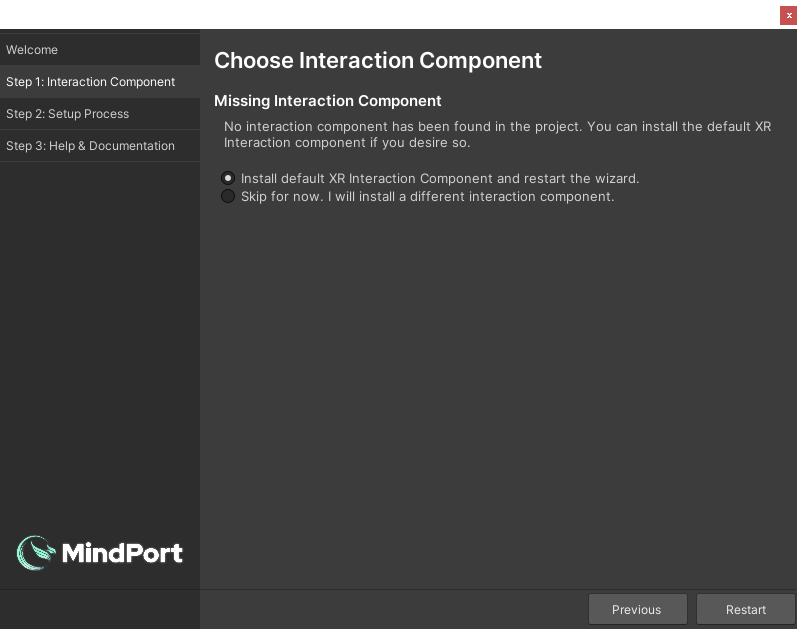 x
Welcome
Step 1: Interaction Component
Step 2: Setup Process
Step 3: Help & Documentation
MindPort
Choose Interaction Component
Missing Interaction Component
No interaction component has been found in the project. You can install the default XR
Interaction component if you desire so.
Install default XR Interaction Component and restart the wizard.
Skip for now. I will install a different interaction component.
Previous
Restart